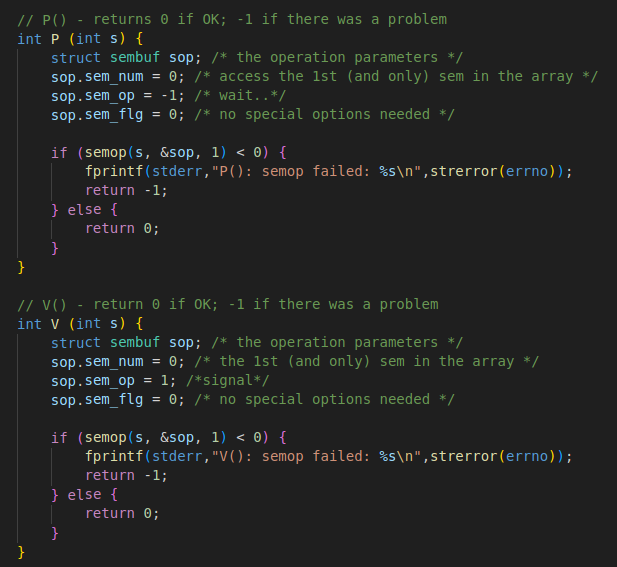 // P() - returns 0 if OK; -1 if there was a problem
int P (int s) {
struct sembuf sop; /* the operation parameters */
sop.sem_num = 0; /* access the 1st (and only) sem in the array */
sop.sem_op = -1; /* wait..*/
sop.sem_flg = 0; /* no special options needed */
if (semop(s, &sop, 1) < 0) {
fprintf(stderr,"P(): semop failed: %s\n",strerror(errno));
return -1;
} else {
return 0;
}
}
// V() - return 0 if OK; -1 if there was a problem
int V (int s) {
struct sembuf sop; /* the operation parameters */
sop.sem_num = 0; /* the 1st (and only) sem in the array */
sop.sem_op = 1; /*signal*/
sop.sem_flg = 0; /* no special options needed */
if (semop(s, &sop, 1) < 0) {
fprintf(stderr,"V(): semop failed: %s\n",strerror(errno));
return -1;
} else {
return 0;
}
}